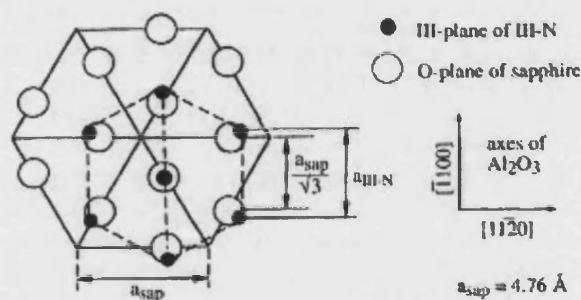 III-plane of III-N
O-plane of sapphire
a_sap
√3
a_III-N
axes of
Al₂O₃
[1̄100]
[112̄0]
a_sap
a_sap = 4.76 Å